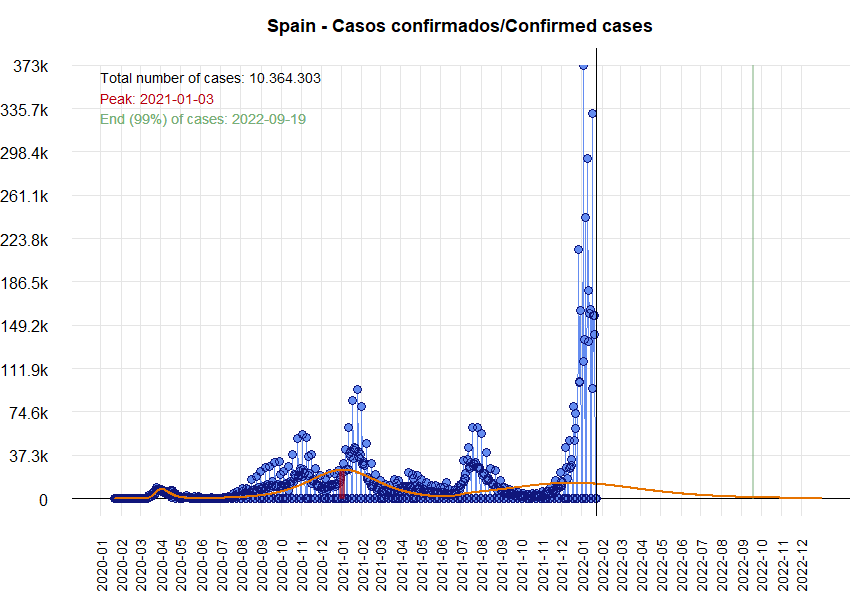 Spain - Casos confirmados/Confirmed cases
373k
335.7k
298.4k
261.1k
223.8k
186.5k
149.2k
111.9k
74.6k
37.3k
0
Total number of cases: 10.364.303
Peak: 2021-01-03
End (99%) of cases: 2022-09-19
2020-01
2020-02
2020-03
2020-04
2020-05
2020-06
2020-07
2020-08
2020-09
2020-10
2020-11
2020-12
2021-01
2021-02
2021-03
2021-04
2021-05
2021-06
2021-07
2021-08
2021-09
2021-10
2021-11
2021-12
2022-01
2022-02
2022-03
2022-04
2022-05
2022-06
2022-07
2022-08
2022-09
2022-10
2022-11
2022-12